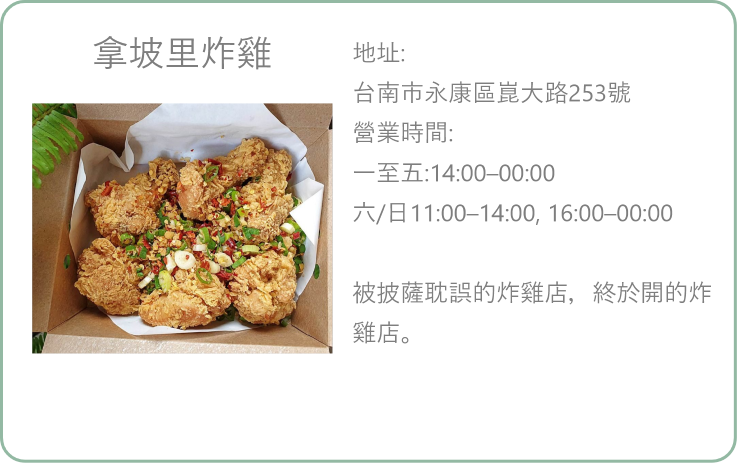 拿坡里炸雞
地址:
台南市永康區崑大路253號
營業時間:
一至五:14:00–00:00
六/日11:00–14:00, 16:00–00:00
被披薩耽誤的炸雞店，終於開的炸
雞店。